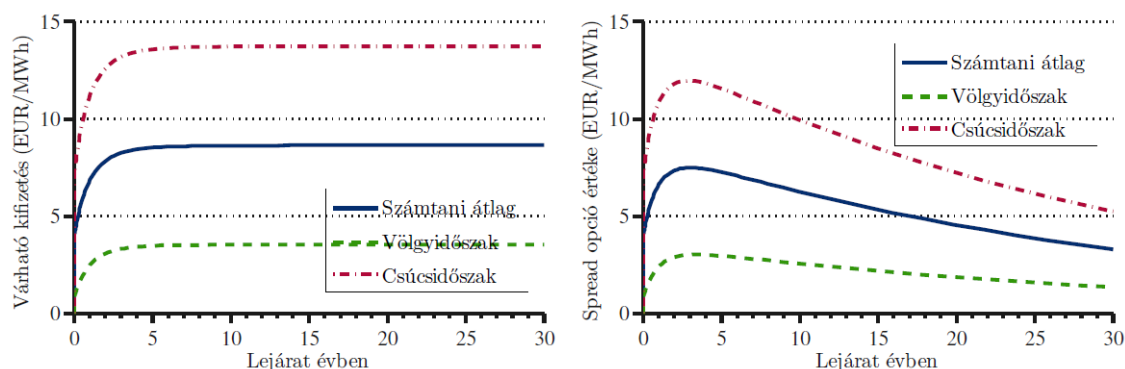 Várható kifizetés (EUR/MWh)
15
10
5
0
0 5 10 15 20 25 30
Lejárat évben
Számtani átlag
Völgyidőszak
Csúcsidőszak
Spread opció értéke (EUR/MWh)
15
10
5
0
0 5 10 15 20 25 30
Lejárat évben
Számtani átlag
Völgyidőszak
Csúcsidőszak